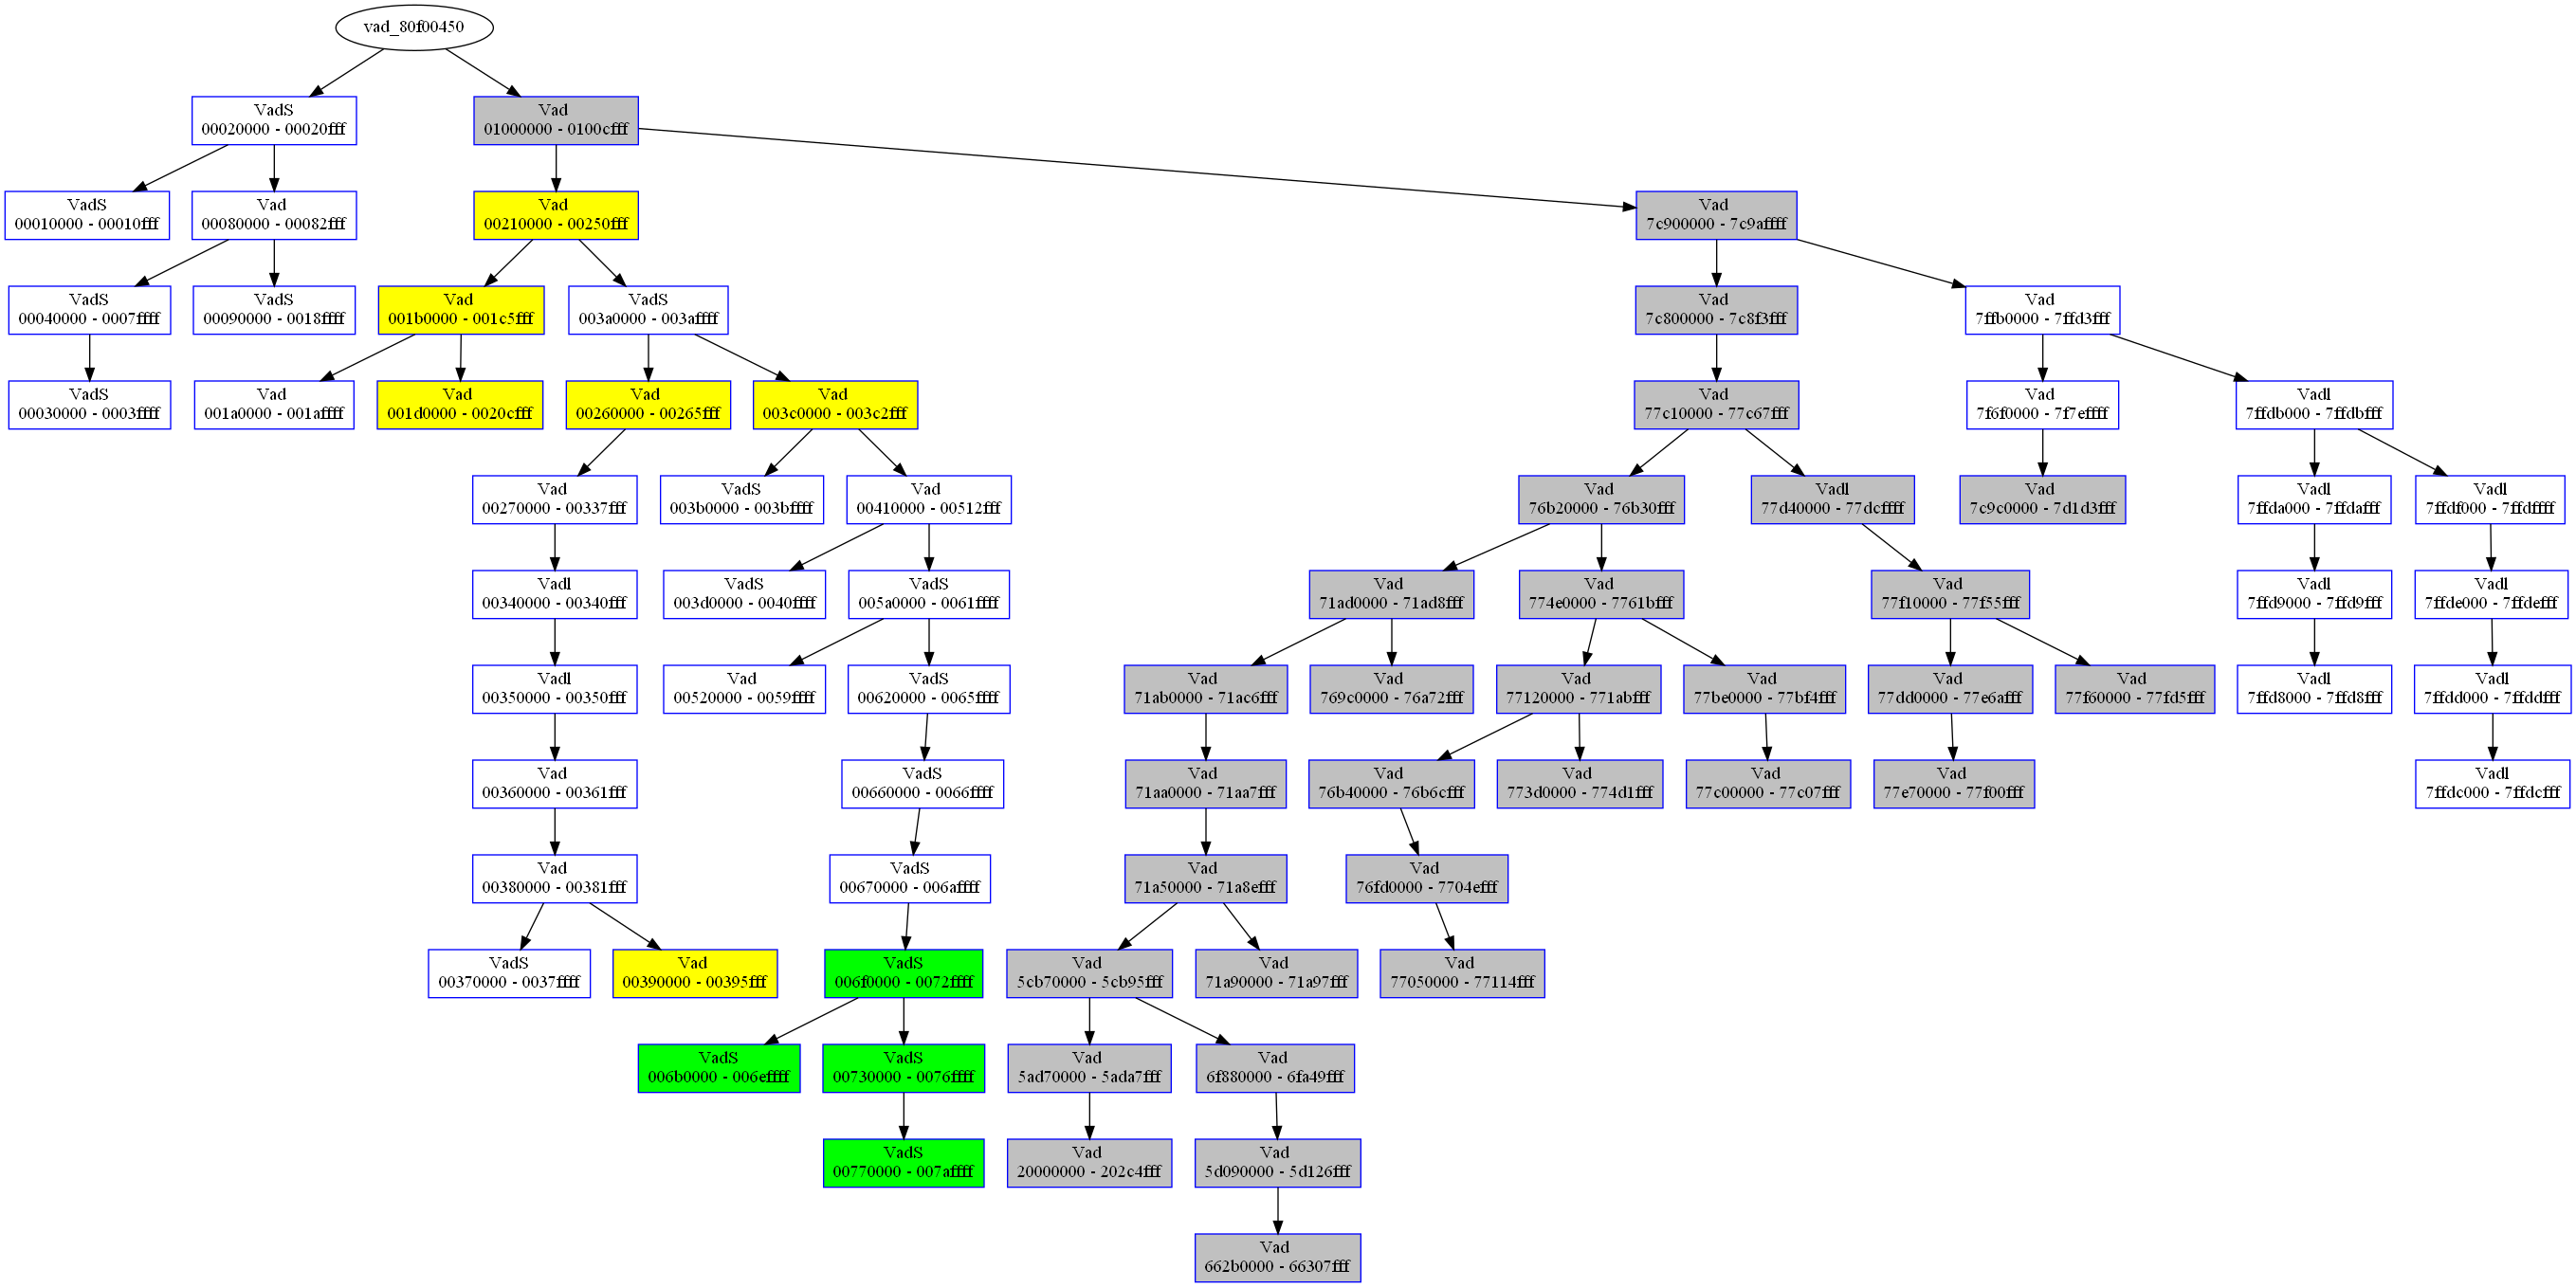 vad_80f00450
VadS
00020000 - 00020fff
Vad
01000000 - 0100cfff
VadS
00010000 - 00010fff
Vad
00080000 - 00082fff
Vad
00210000 - 00250fff
Vad
7c900000 - 7c9affff
VadS
00040000 - 0007ffff
VadS
00090000 - 0018ffff
Vad
001b0000 - 001c5fff
VadS
003a0000 - 003affff
Vad
7c800000 - 7c8f3fff
Vad
7ffb0000 - 7ffd3fff
VadS
00030000 - 0003ffff
Vad
001a0000 - 001affff
Vad
001d0000 - 0020cfff
Vad
00260000 - 00265fff
Vad
003c0000 - 003c2fff
Vad
77c10000 - 77c67fff
Vad
7f6f0000 - 7f7effff
Vadl
7ffdb000 - 7ffdbfff
Vad
00270000 - 00337fff
VadS
003b0000 - 003bffff
Vad
00410000 - 00512fff
Vad
76b20000 - 76b30fff
Vadl
77d40000 - 77dcffff
Vad
7c9c0000 - 7d1d3fff
Vadl
7ffda000 - 7ffdafff
Vadl
7ffdf000 - 7ffdffff
Vadl
00340000 - 00340fff
VadS
003d0000 - 0040ffff
VadS
005a0000 - 0061ffff
Vad
71ad0000 - 71ad8fff
Vad
774e0000 - 7761bfff
Vad
77f10000 - 77f55fff
Vadl
7ffd9000 - 7ffd9fff
Vadl
7ffde000 - 7ffdefff
Vadl
00350000 - 00350fff
Vad
00520000 - 0059ffff
VadS
00620000 - 0065ffff
Vad
71ab0000 - 71ac6fff
Vad
769c0000 - 76a72fff
Vad
77120000 - 771abfff
Vad
77be0000 - 77bf4fff
Vad
77dd0000 - 77e6afff
Vad
77f60000 - 77fd5fff
Vadl
7ffd8000 - 7ffd8fff
Vadl
7ffdd000 - 7ffddfff
Vad
00360000 - 00361fff
VadS
00660000 - 0066ffff
Vad
71aa0000 - 71aa7fff
Vad
76b40000 - 76b6cfff
Vad
773d0000 - 774d1fff
Vad
77c00000 - 77c07fff
Vad
77e70000 - 77f00fff
Vadl
7ffdc000 - 7ffdcfff
Vad
00380000 - 00381fff
VadS
00670000 - 006affff
Vad
71a50000 - 71a8efff
Vad
76fd0000 - 7704efff
VadS
00370000 - 0037ffff
Vad
00390000 - 00395fff
VadS
006f0000 - 0072ffff
Vad
5cb70000 - 5cb95fff
Vad
71a90000 - 71a97fff
Vad
77050000 - 77114fff
VadS
006b0000 - 006effff
VadS
00730000 - 0076ffff
Vad
5ad70000 - 5ada7fff
Vad
6f880000 - 6fa49fff
VadS
00770000 - 007affff
Vad
20000000 - 202c4fff
Vad
5d090000 - 5d126fff
Vad
662b0000 - 66307fff